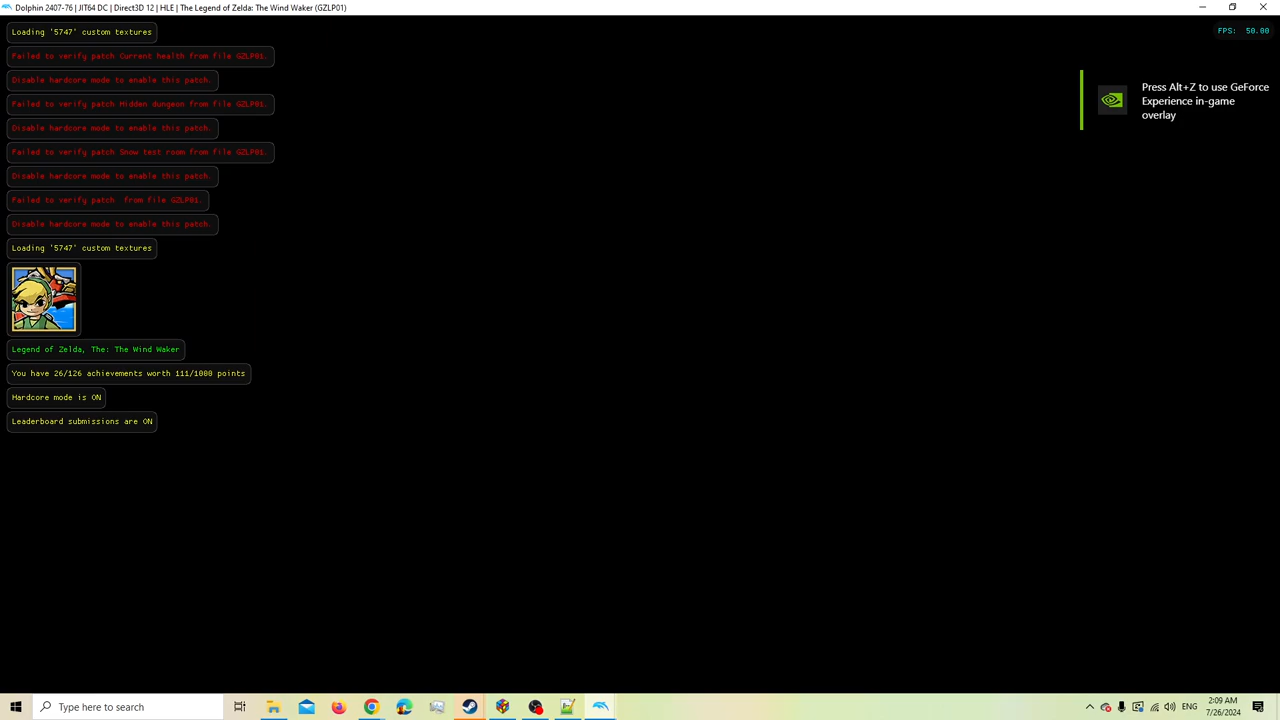 Dolphin 2407-76 | JIT64 DC | Direct3D 12 | HLE | The Legend of Zelda: The Wind Waker (GZLP01)
Loading '5747' custom textures
FPS: 50.00
Failed to verify patch Current health from file GZLP01.
Disable hardcore mode to enable this patch.
Failed to verify patch Hidden dungeon from file GZLP01.
Disable hardcore mode to enable this patch.
Failed to verify patch Snow test room from file GZLP01.
Disable hardcore mode to enable this patch.
Failed to verify patch  from file GZLP01.
Disable hardcore mode to enable this patch.
Loading '5747' custom textures
Press Alt+Z to use GeForce
Experience in-game
overlay
Legend of Zelda, The: The Wind Waker
You have 26/126 achievements worth 111/1080 points
Hardcore mode is ON
Leaderboard submissions are ON
Type here to search
ENG
2:09 AM
7/26/2024